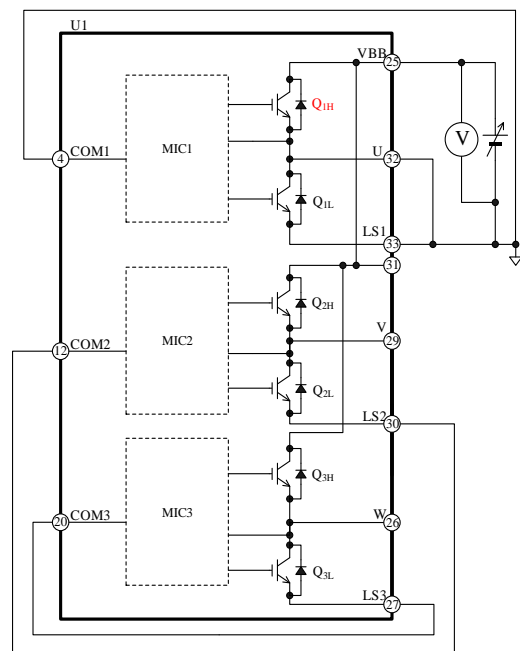 U1
VBB
25
Q1H
V
COM1
4
MIC1
U
32
Q1L
LS1
33
31
Q2H
COM2
12
MIC2
V
29
Q2L
LS2
30
Q3H
COM3
20
MIC3
W
26
Q3L
LS3
27